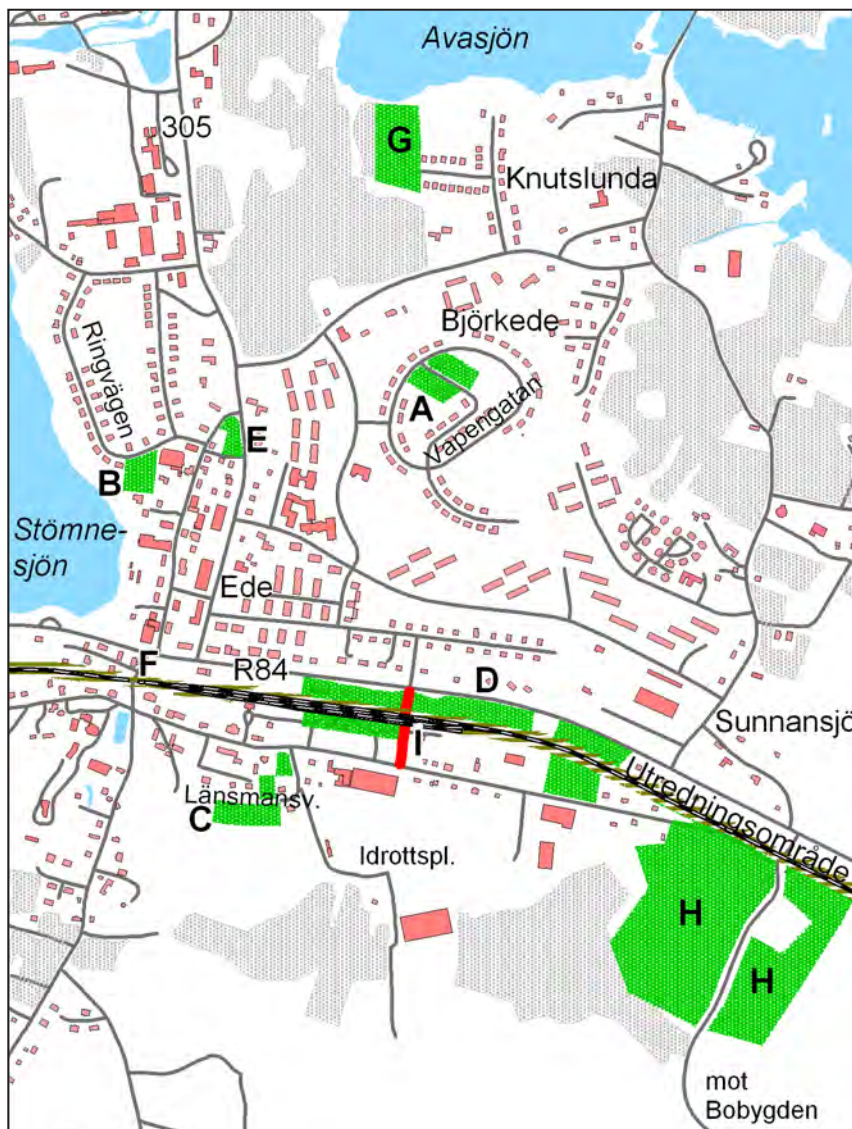 Avasjön
305
G
Knutslunda
Björkede
Ringvägen
A
Vapengatan
E
B
Stömne-
sjön
Ede
F
R84
D
I
Sunnansjö
Utredningsområde
Länsmansv.
C
Idrottspl.
H
H
mot
Bobygden